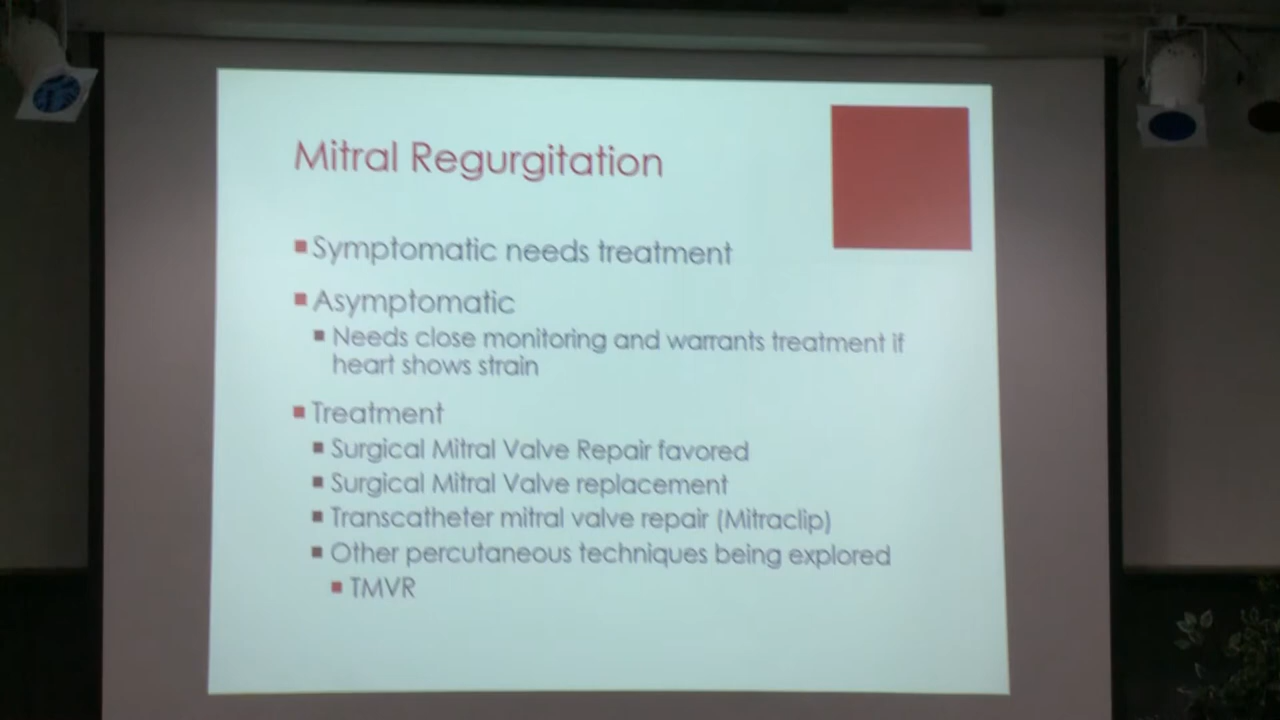 Mitral Regurgitation
Symptomatic needs treatment
Asymptomatic
Needs close monitoring and warrants treatment if
heart shows strain
Treatment
Surgical Mitral Valve Repair favored
Surgical Mitral Valve replacement
Transcatheter mitral valve repair (Mitraclip)
Other percutaneous techniques being explored
TMVR